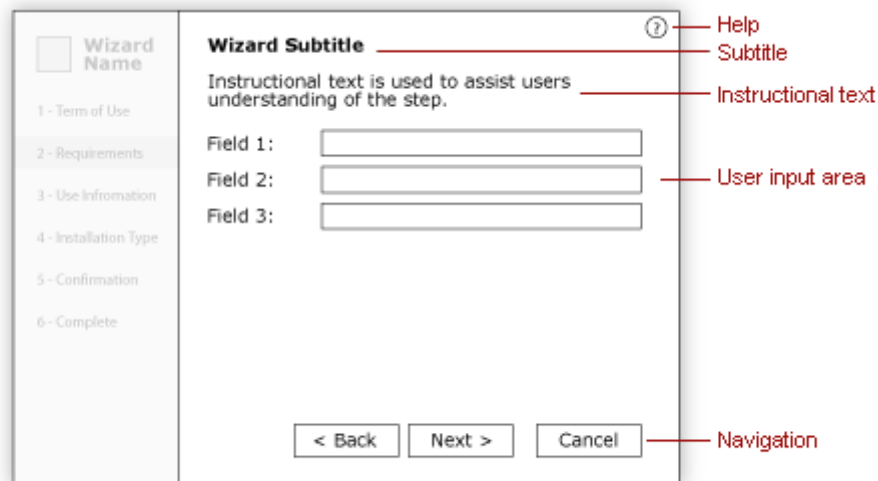 Wizard
Name
1 - Term of Use
2 - Requirements
3 - Use Infromation
4 - Installation Type
5 - Confirmation
6 - Complete
?
Wizard Subtitle
Instructional text is used to assist users
understanding of the step.
Field 1:
Field 2:
Field 3:
< Back
Next >
Cancel
Help
Subtitle
Instructional text
User input area
Navigation